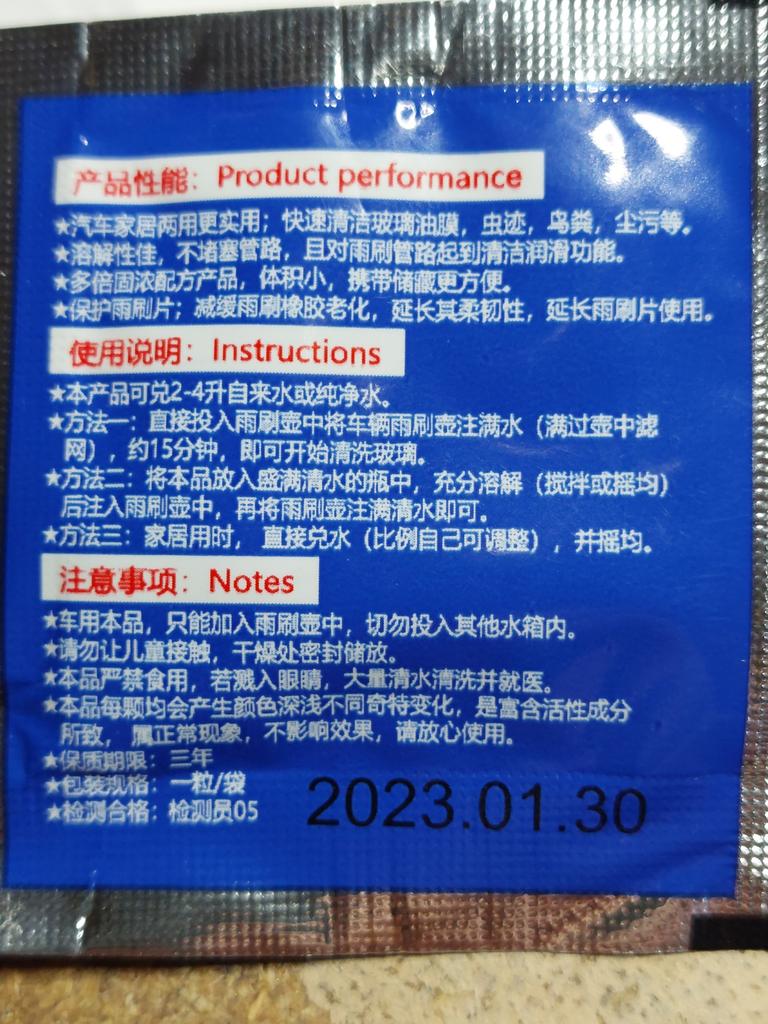 产品性能：Product performance
★汽车家居两用更实用；快速清洁玻璃油膜，虫迹，鸟粪，尘污等。
★溶解性佳，不堵塞管路，且对雨刷管路起到清洁润滑功能。
★多倍固浓配方产品，体积小，携带储藏更方便。
★保护雨刷片；减缓雨刷橡胶老化，延长其柔韧性，延长雨刷片使用。
使用说明：Instructions
★本产品可兑2-4升自来水或纯净水。
★方法一：直接投入雨刷壶中将车辆雨刷壶注满水（满过壶中滤
网），约15分钟，即可开始清洗玻璃。
★方法二：将本品放入盛满清水的瓶中，充分溶解（搅拌或摇均）
后注入雨刷壶中，再将雨刷壶注满清水即可。
★方法三：家居用时，直接兑水（比例自己可调整），并摇均。
注意事项：Notes
★车用本品，只能加入雨刷壶中，切勿投入其他水箱内。
★请勿让儿童接触，干燥处密封储放。
★本品严禁食用，若溅入眼睛，大量清水清洗并就医。
★本品每颗均会产生颜色深浅不同奇特变化，是富含活性成分
所致，属正常现象，不影响效果，请放心使用。
★保质期限：三年
★包装规格：一粒/袋
★检测合格：检测员05
2023.01.30